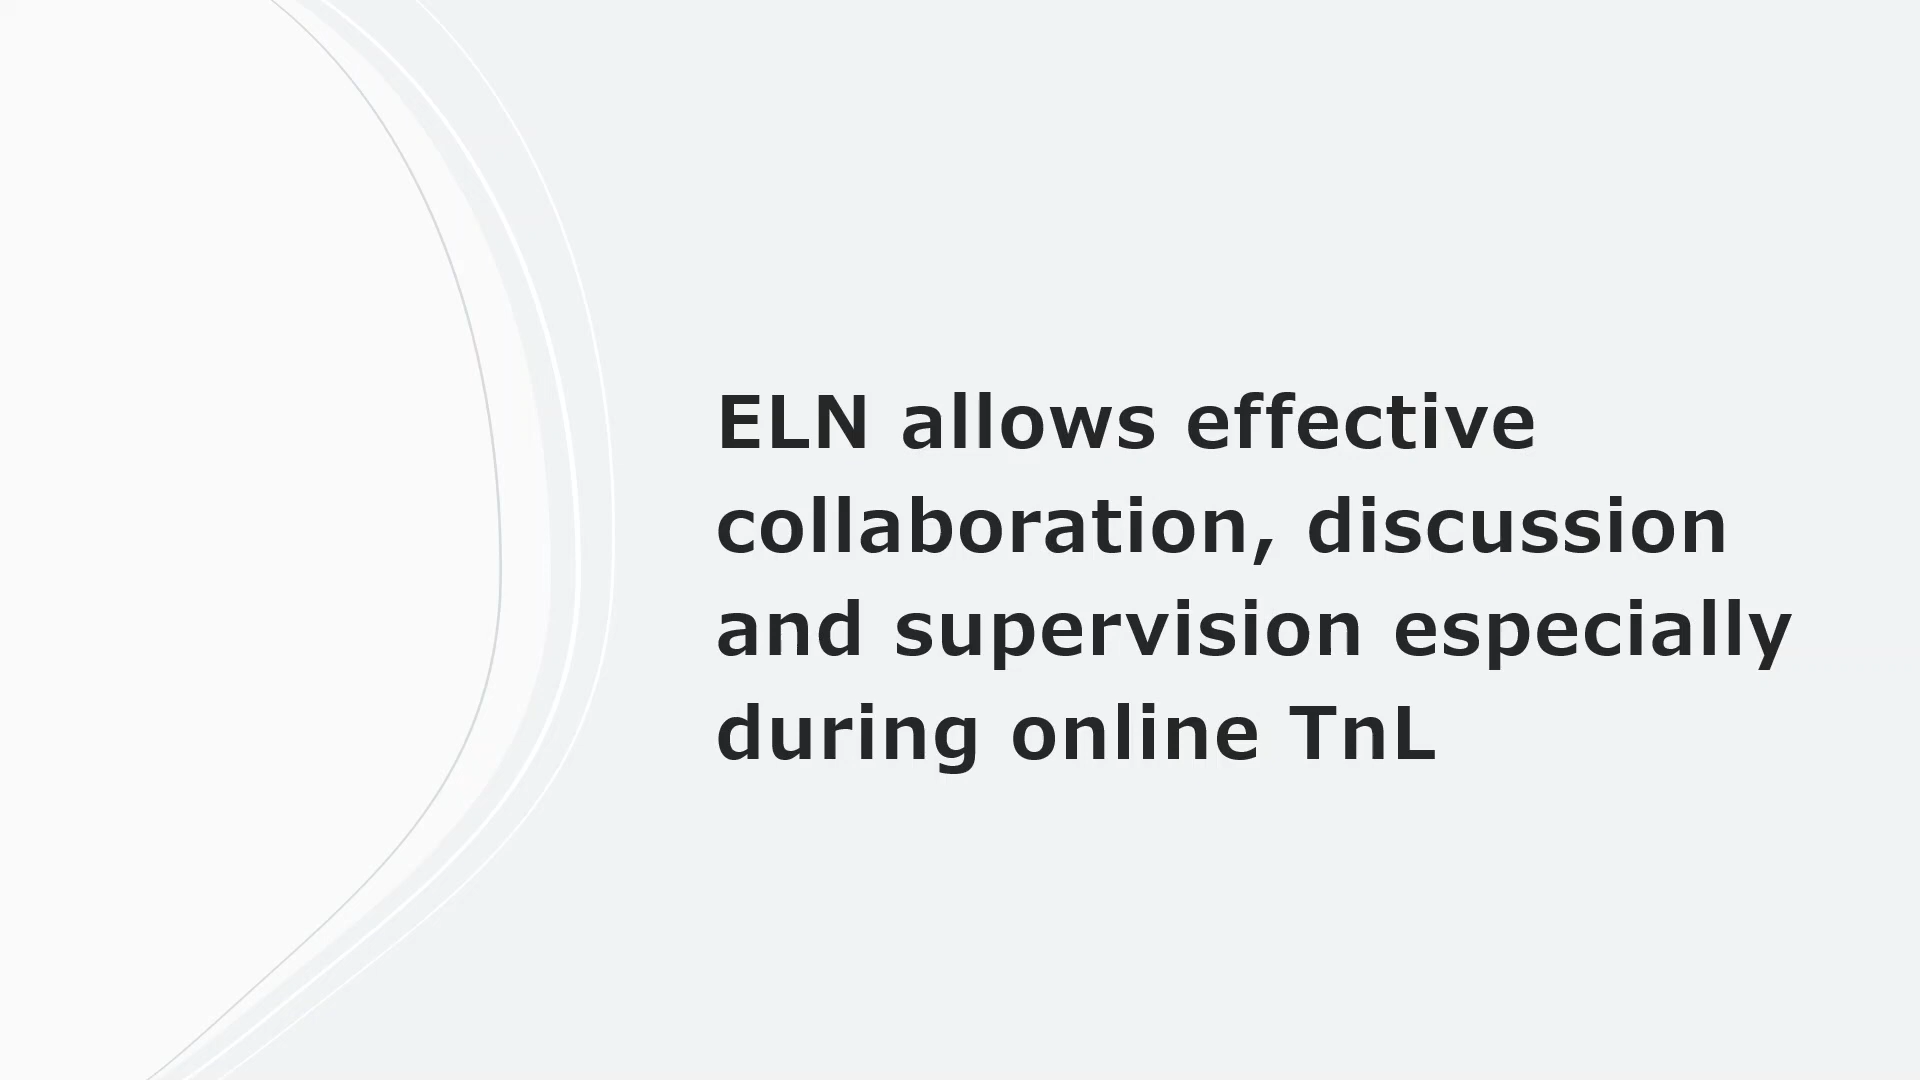 ELN allows effective
collaboration, discussion
and supervision especially
during online TnL